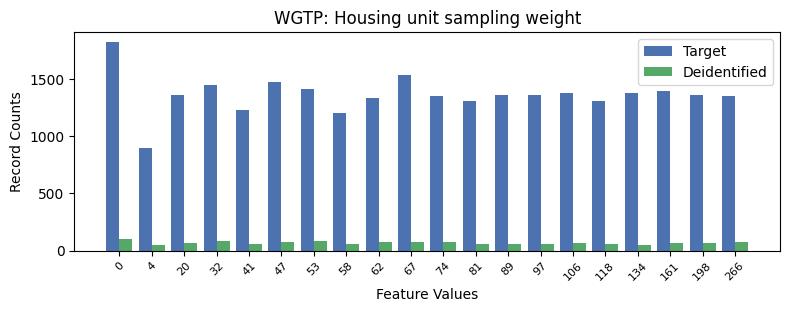 WGTP: Housing unit sampling weight
Target
Deidentified
Record Counts
1500
1000
500
0
0 4 20 32 41 47 53 58 62 67 74 81 89 97 106 118 134 161 198 266
Feature Values